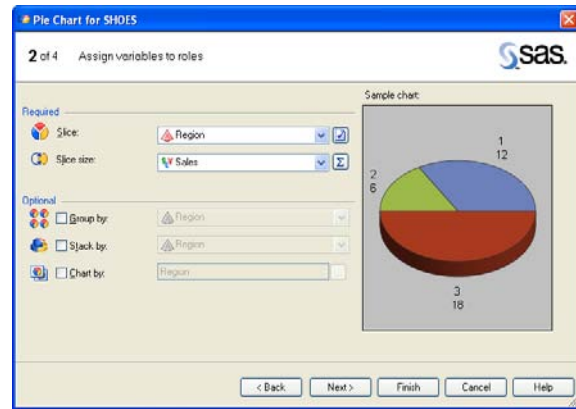 Pie Chart for SHOES
2 of 4 Assign variables to roles
sas.
Sample chart:
Required
Slice: Region
Slice size: Sales Σ
Optional
Group by: Region
Stack by: Region
Chart by: Region
1
12
2
6
3
18
< Back Next > Finish Cancel Help